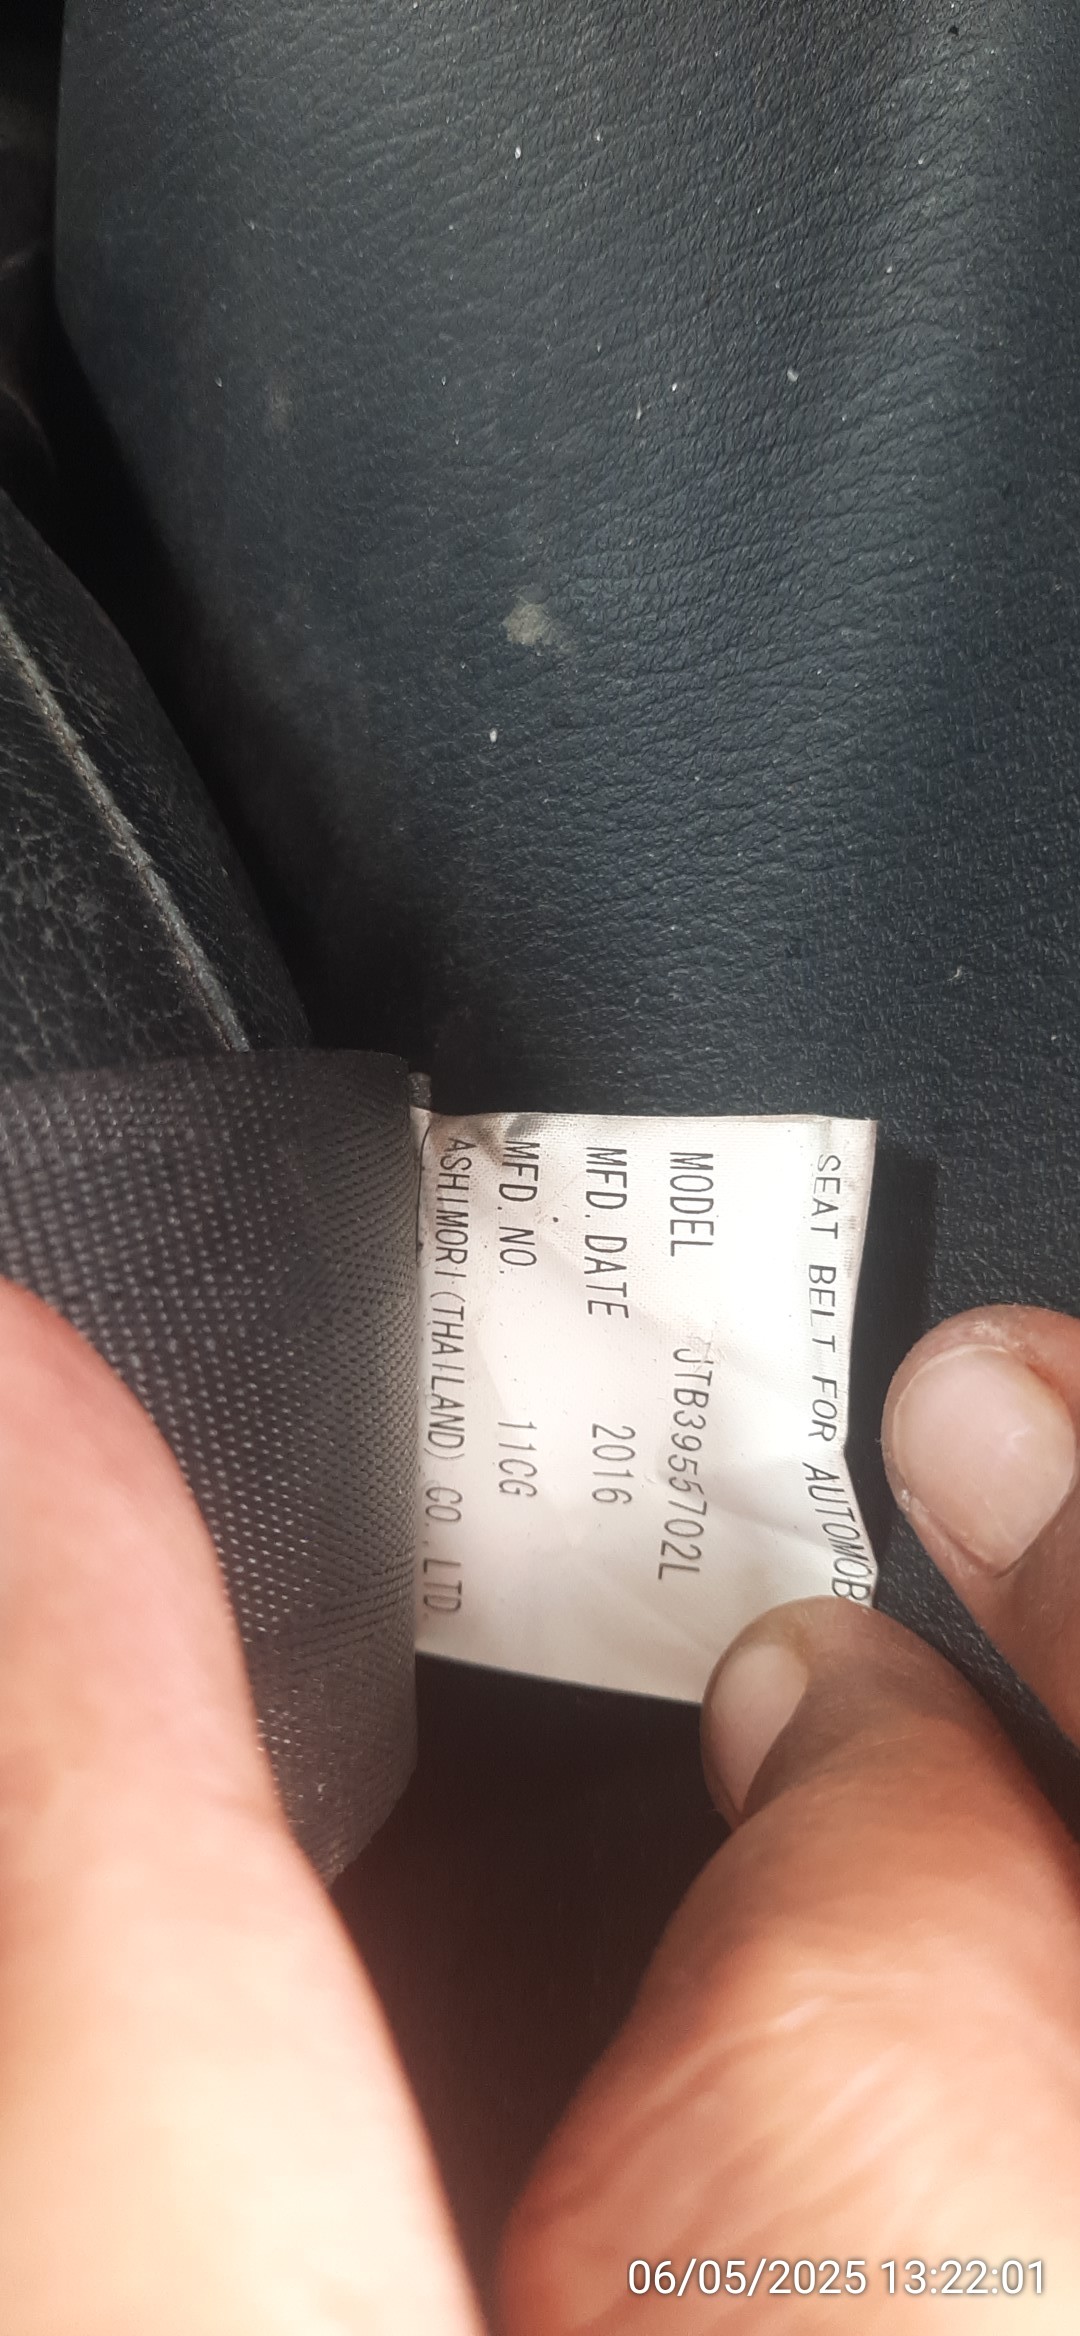 SEAT BELT FOR AUTOMOB
MODEL JTB3955702L
MFD. DATE 2016
MFD. NO. 11CG
ASHIMORI (THAILAND) CO., LTD.
06/05/2025 13:22:01